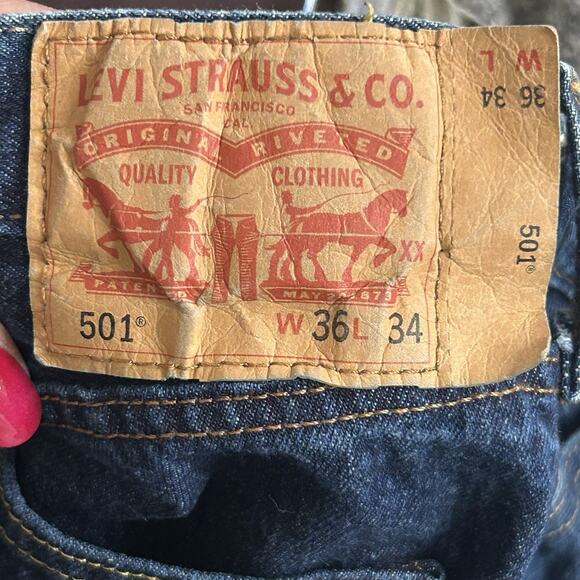 LEVI STRAUSS & CO.
SAN FRANCISCO
CAL.
ORIGINAL RIVETED
QUALITY CLOTHING
XX
MAY 20 1873
501® W 36 L 34
W L
36 34
501®